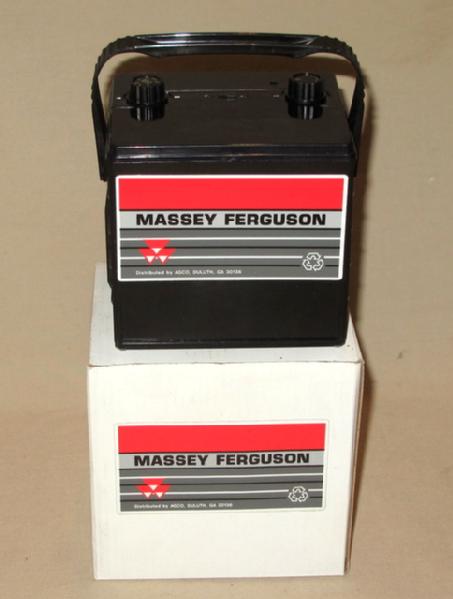 MASSEY FERGUSON
Distributed by AGCO, DULUTH, GA 30136
MASSEY FERGUSON
Distributed by AGCO, DULUTH, GA 30136